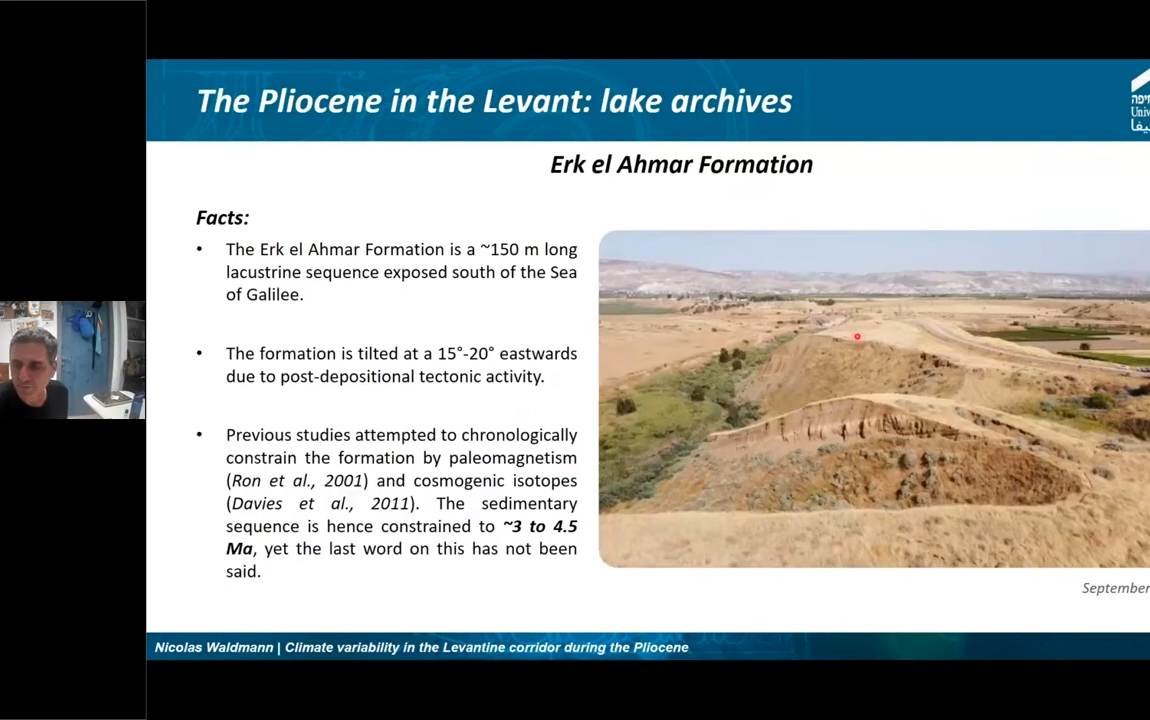 The Pliocene in the Levant: lake archives
יפה
Univ
يفا
Erk el Ahmar Formation
Facts:
• The Erk el Ahmar Formation is a ~150 m long
lacustrine sequence exposed south of the Sea
of Galilee.
• The formation is tilted at a 15°-20° eastwards
due to post-depositional tectonic activity.
• Previous studies attempted to chronologically
constrain the formation by paleomagnetism
(Ron et al., 2001) and cosmogenic isotopes
(Davies et al., 2011). The sedimentary
sequence is hence constrained to ~3 to 4.5
Ma, yet the last word on this has not been
said.
September
Nicolas Waldmann | Climate variability in the Levantine corridor during the Pliocene